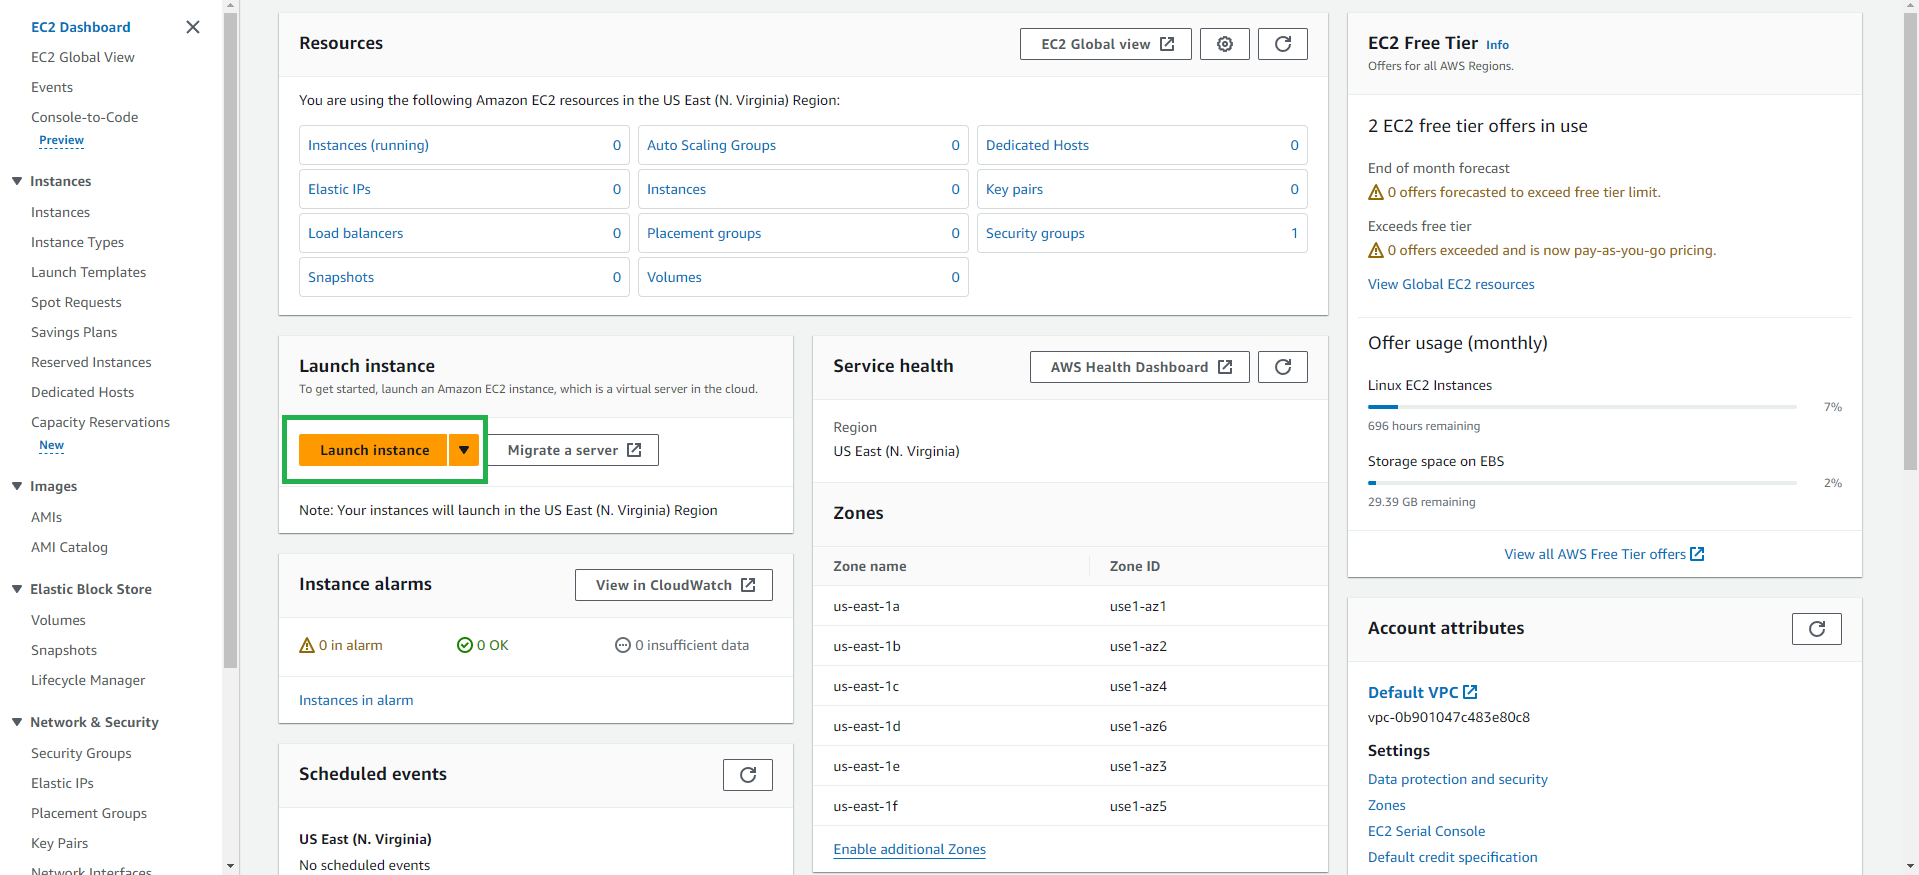 EC2 Dashboard
EC2 Global View
Events
Console-to-Code
Preview
Instances
Instances
Instance Types
Launch Templates
Spot Requests
Savings Plans
Reserved Instances
Dedicated Hosts
Capacity Reservations
New
Images
AMIs
AMI Catalog
Elastic Block Store
Volumes
Snapshots
Lifecycle Manager
Network & Security
Security Groups
Elastic IPs
Placement Groups
Key Pairs
Network Interfaces
Resources
EC2 Global view
You are using the following Amazon EC2 resources in the US East (N. Virginia) Region:
Instances (running) 0 Auto Scaling Groups 0 Dedicated Hosts 0
Elastic IPs 0 Instances 0 Key pairs 0
Load balancers 0 Placement groups 0 Security groups 1
Snapshots 0 Volumes 0
Launch instance
To get started, launch an Amazon EC2 instance, which is a virtual server in the cloud.
Launch instance Migrate a server
Note: Your instances will launch in the US East (N. Virginia) Region
Instance alarms View in CloudWatch
0 in alarm 0 OK 0 insufficient data
Instances in alarm
Scheduled events
US East (N. Virginia)
No scheduled events
Service health AWS Health Dashboard
Region
US East (N. Virginia)
Zones
Zone name Zone ID
us-east-1a use1-az1
us-east-1b use1-az2
us-east-1c use1-az4
us-east-1d use1-az6
us-east-1e use1-az3
us-east-1f use1-az5
Enable additional Zones
EC2 Free Tier Info
Offers for all AWS Regions.
2 EC2 free tier offers in use
End of month forecast
0 offers forecasted to exceed free tier limit.
Exceeds free tier
0 offers exceeded and is now pay-as-you-go pricing.
View Global EC2 resources
Offer usage (monthly)
Linux EC2 Instances
7%
696 hours remaining
Storage space on EBS
2%
29.39 GB remaining
View all AWS Free Tier offers
Account attributes
Default VPC
vpc-0b901047c483e80c8
Settings
Data protection and security
Zones
EC2 Serial Console
Default credit specification